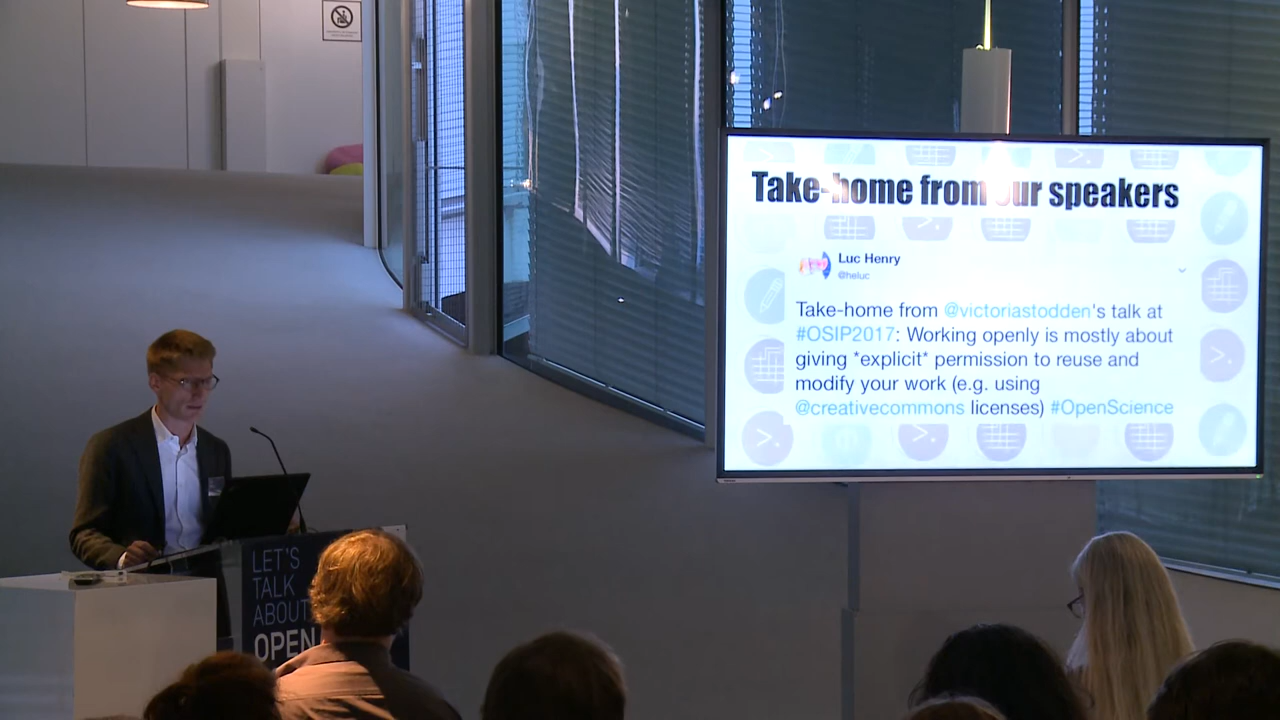 Take-home from our speakers
Luc Henry
@heluc
Take-home from @victoriastodden's talk at
#OSIP2017: Working openly is mostly about
giving *explicit* permission to reuse and
modify your work (e.g. using
@creativecommons licenses) #OpenScience
LET'S
TALK
ABOUT
OPEN